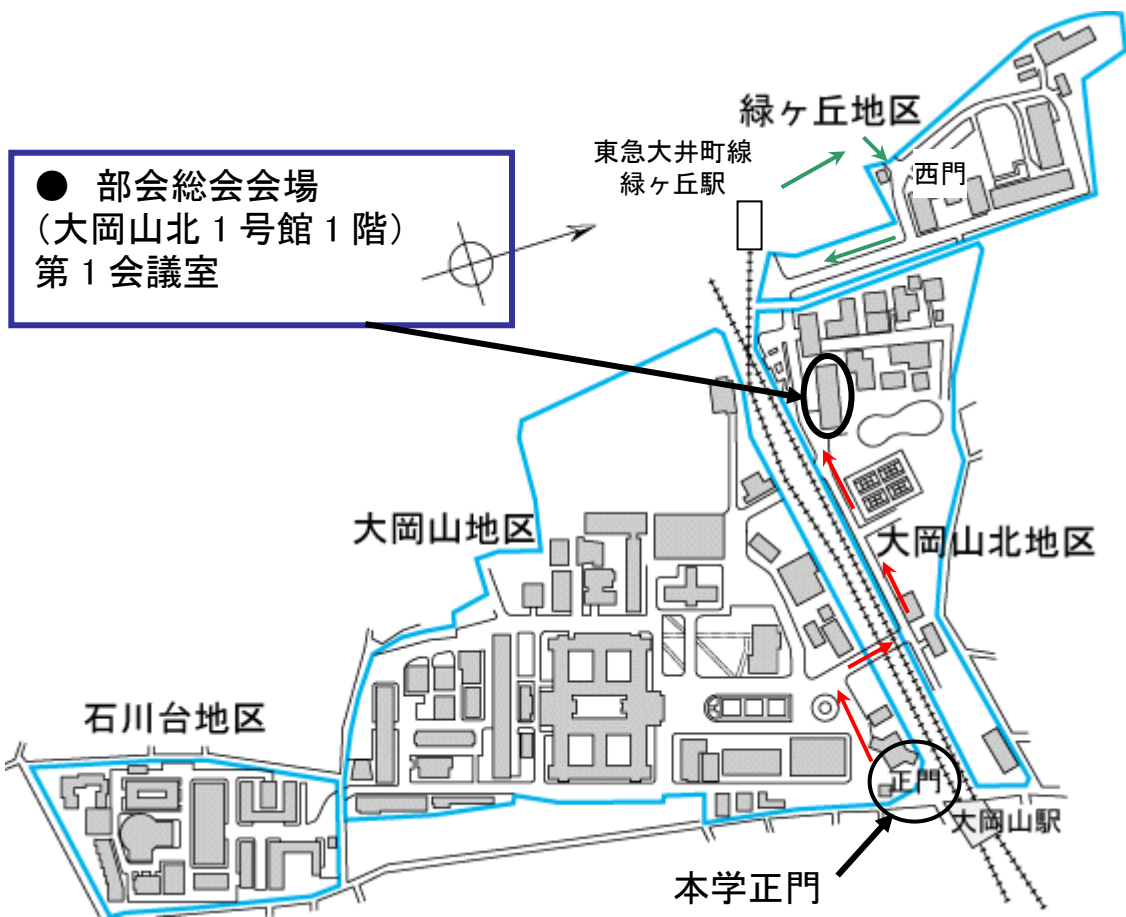 緑ヶ丘地区
東急大井町線
緑ヶ丘駅
西門
● 部会総会会場
(大岡山北1号館1階)
第1会議室
大岡山地区
大岡山北地区
石川台地区
正門
大岡山駅
本学正門